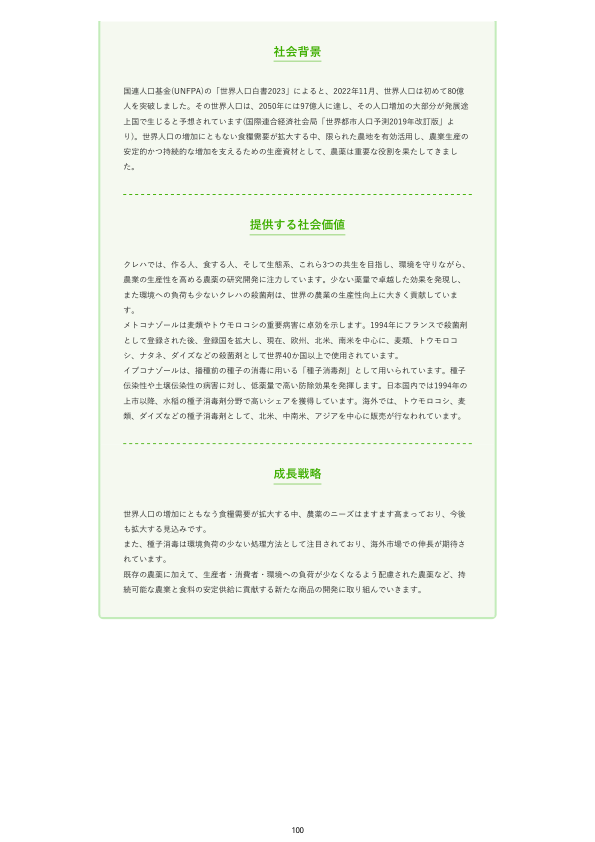 社会背景
国連人口基金(UNFPA)の「世界人口白書2023」によると、2022年11月、世界人口は初めて80億
人を突破しました。その世界人口は、2050年には97億人に達し、その人口増加の大部分が発展途
上国で生じると予想されています(国際連合経済社会局「世界都市人口予測2019年改訂版」よ
り)。世界人口の増加にともない食糧需要が拡大する中、限られた農地を有効活用し、農業生産の
安定的かつ持続的な増加を支えるための生産資材として、農薬は重要な役割を果たしてきまし
た。
提供する社会価値
クレハでは、作る人、食する人、そして生態系、これら3つの共生を目指し、環境を守りながら、
農業の生産性を高める農薬の研究開発に注力しています。少ない薬量で卓越した効果を発現し、
また環境への負荷も少ないクレハの殺菌剤は、世界の農業の生産性向上に大きく貢献していま
す。
メトコナゾールは麦類やトウモロコシの重要病害に卓効を示します。1994年にフランスで殺菌剤
として登録された後、登録国を拡大し、現在、欧州、北米、南米を中心に、麦類、トウモロコ
シ、ナタネ、ダイズなどの殺菌剤として世界40か国以上で使用されています。
イプコナゾールは、播種前の種子の消毒に用いる「種子消毒剤」として用いられています。種子
伝染性や土壌伝染性の病害に対し、低薬量で高い防除効果を発揮します。日本国内では1994年の
上市以降、水稲の種子消毒剤分野で高いシェアを獲得しています。海外では、トウモロコシ、麦
類、ダイズなどの種子消毒剤として、北米、中南米、アジアを中心に販売が行なわれています。
成長戦略
世界人口の増加にともなう食糧需要が拡大する中、農薬のニーズはますます高まっており、今後
も拡大する見込みです。
また、種子消毒は環境負荷の少ない処理方法として注目されており、海外市場での伸長が期待さ
れています。
既存の農薬に加えて、生産者・消費者・環境への負荷が少なくなるよう配慮された農薬など、持
続可能な農業と食料の安定供給に貢献する新たな商品の開発に取り組んでいきます。
100